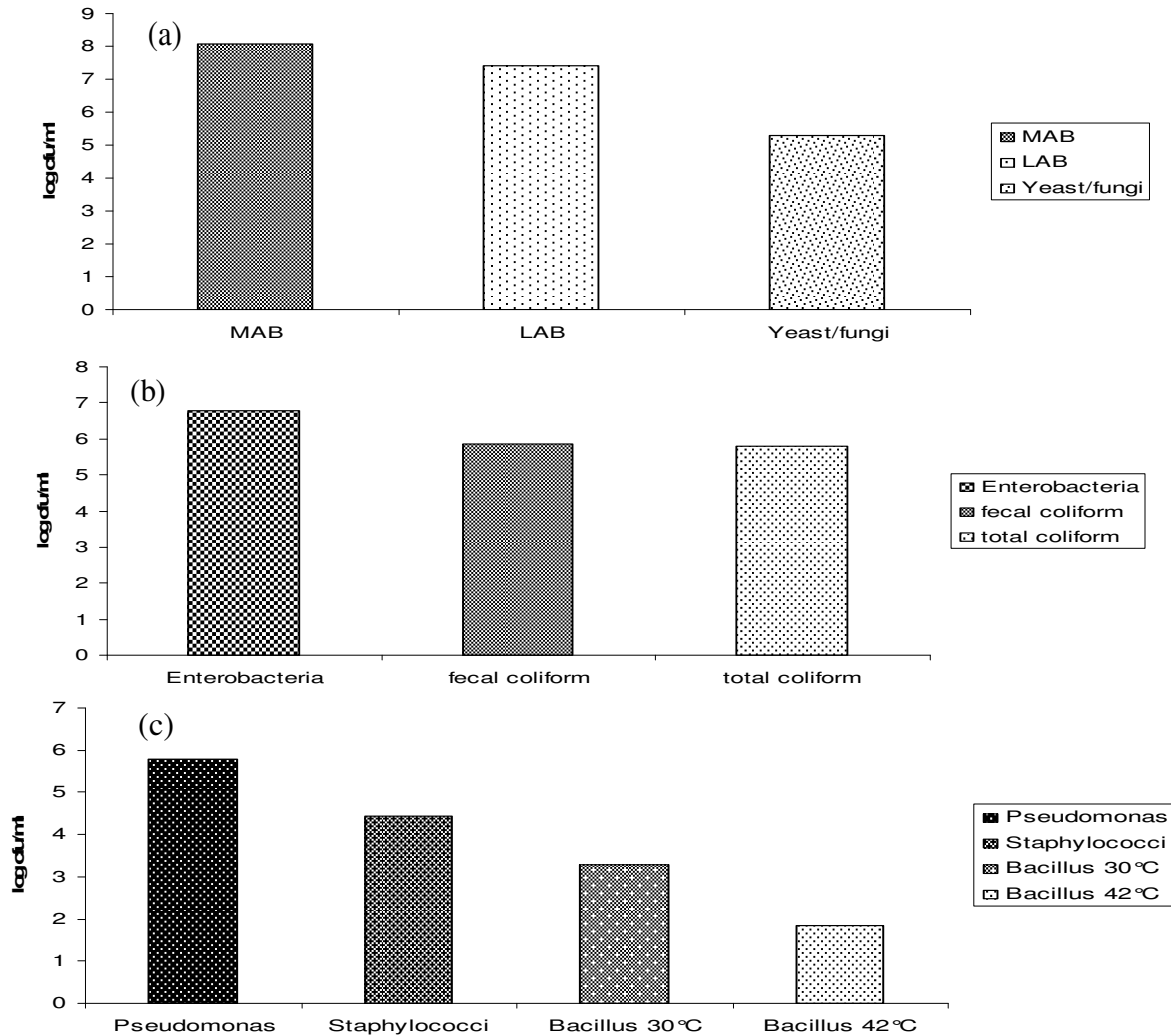 (a)
9
8
7
6
5
4
3
2
1
0
log cfu/ml
MAB LAB Yeast/fungi
MAB
LAB
Yeast/fungi
(b)
8
7
6
5
4
3
2
1
0
log cfu/ml
Enterobacteria fecal coliform total coliform
Enterobacteria
fecal coliform
total coliform
(c)
7
6
5
4
3
2
1
0
log cfu/ml
Pseudomonas Staphylococci Bacillus 30°C Bacillus 42°C
Pseudomonas
Staphylococci
Bacillus 30°C
Bacillus 42°C